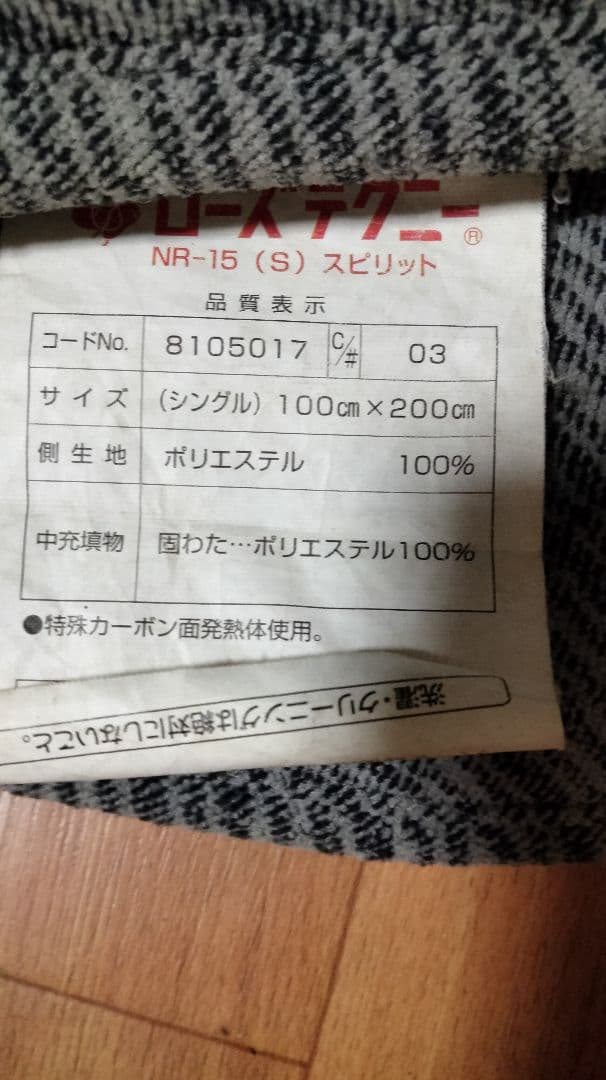 ローズテクニー®
NR-15（S）スピリット
品質表示
コードNo. 8105017 C/# 03
サイズ （シングル）100cm×200cm
側生地 ポリエステル 100%
中充填物 固わた…ポリエステル100%
●特殊カーボン面発熱体使用。
洗濯・クリーニングは絶対にしないこと。